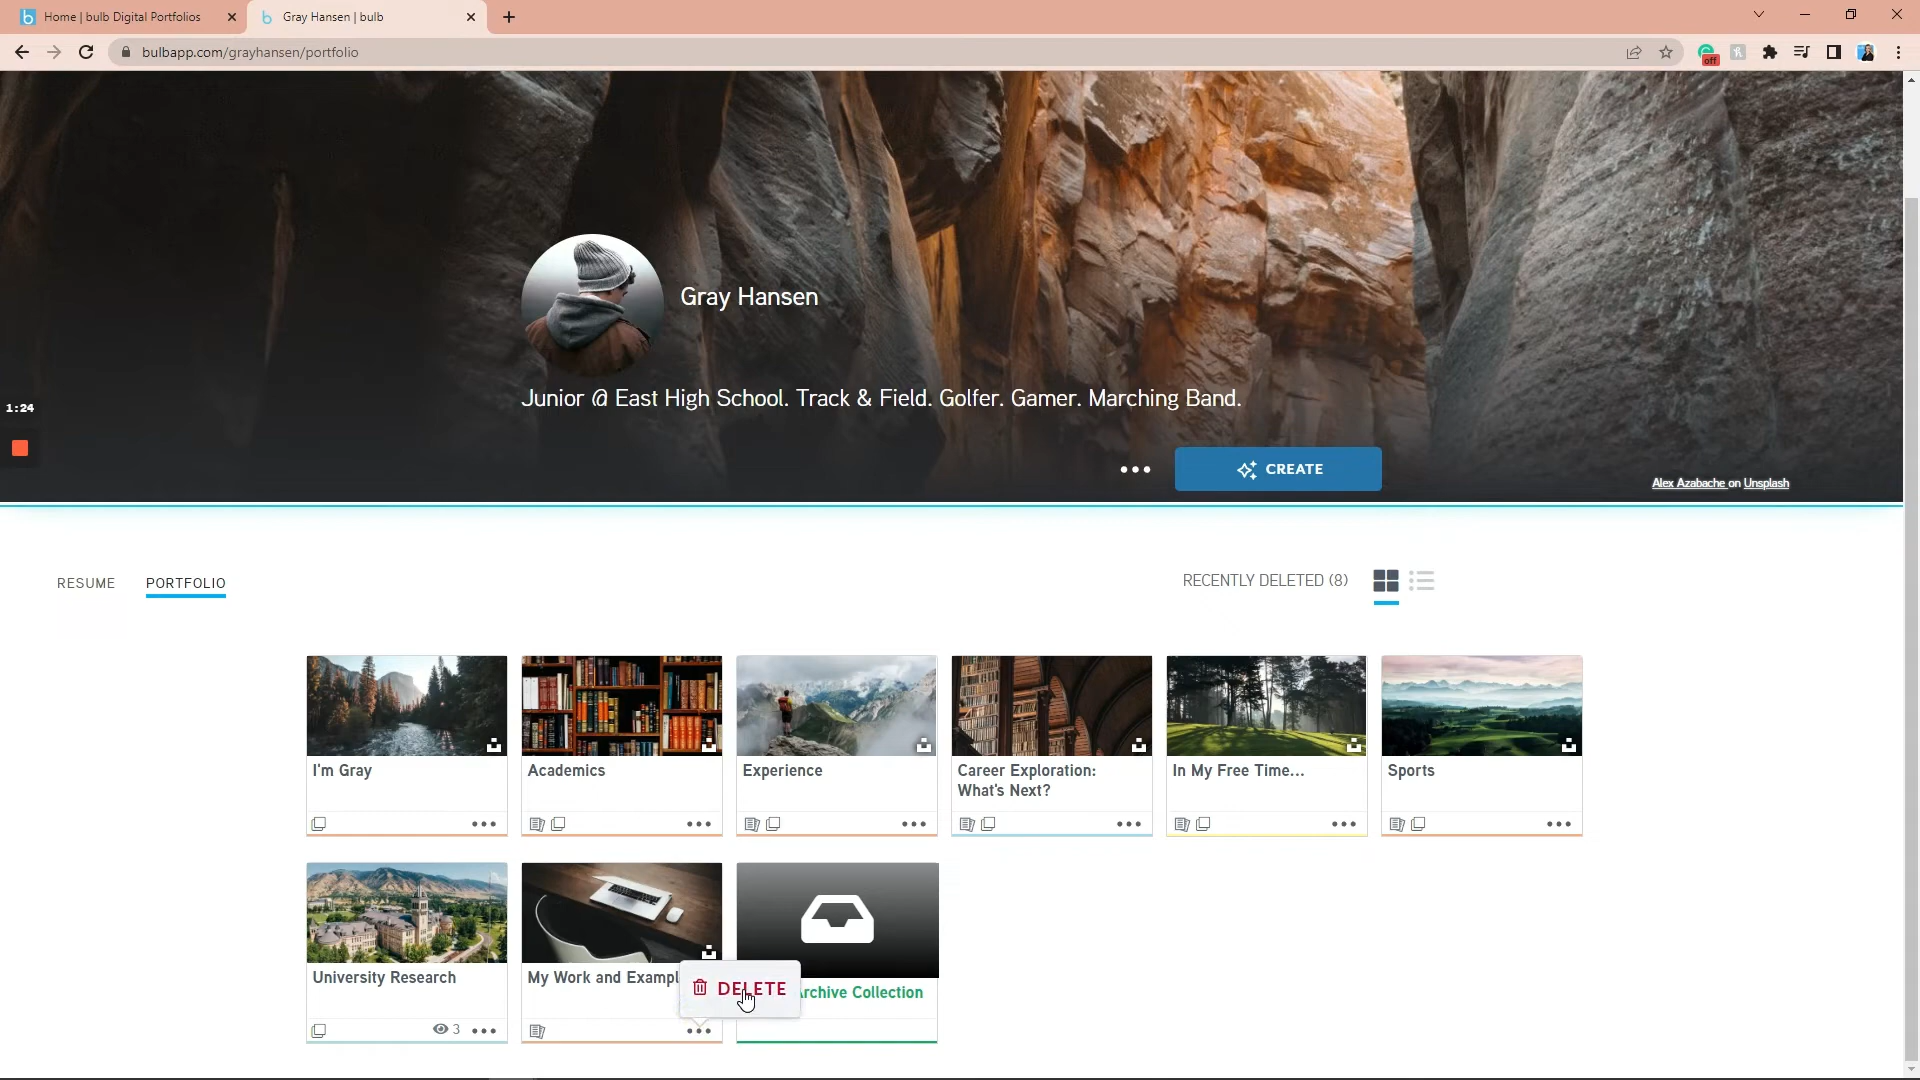 Home | bulb Digital Portfolios
Gray Hansen | bulb
bulbapp.com/grayhansen/portfolio
off
Gray Hansen
Junior @ East High School. Track & Field. Golfer. Gamer. Marching Band.
1:24
CREATE
Alex Azabache on Unsplash
RESUME
PORTFOLIO
RECENTLY DELETED (8)
I'm Gray
Academics
Experience
Career Exploration:
What's Next?
In My Free Time...
Sports
University Research
My Work and Exampl
DELETE
Archive Collection
3